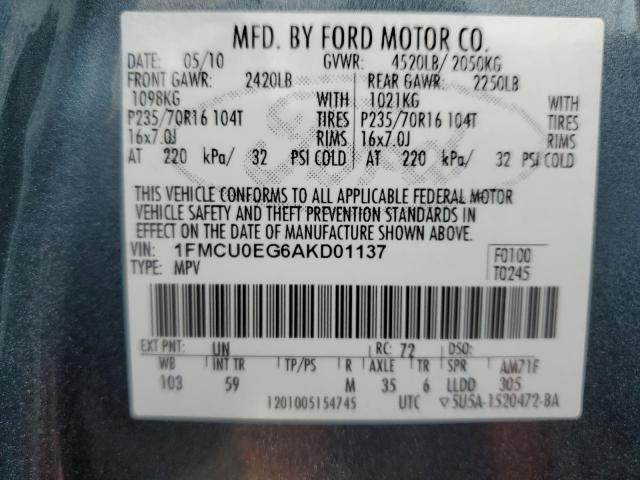 MFD. BY FORD MOTOR CO.
DATE: 05/10 GVWR: 4520LB/ 2050KG
FRONT GAWR: 2420LB REAR GAWR: 2250LB
1098KG WITH 1021KG WITH
P235/70R16 104T TIRES P235/70R16 104T TIRES
16x7.0J RIMS 16x7.0J RIMS
AT 220 kPa/ 32 PSI COLD AT 220 kPa/ 32 PSI COLD
THIS VEHICLE CONFORMS TO ALL APPLICABLE FEDERAL MOTOR
VEHICLE SAFETY AND THEFT PREVENTION STANDARDS IN
EFFECT ON THE DATE OF MANUFACTURE SHOWN ABOVE.
VIN: 1FMCU0EG6AKD01137 F0100
TYPE: MPV T0245
EXT PNT: UN RC: 72 DSO:
WB INT TR TP/PS R AXLE TR SPR AM71F
103 59 M 35 6 LLDD 305
1201005154745 UTC ▽5U5A-1520472-BA